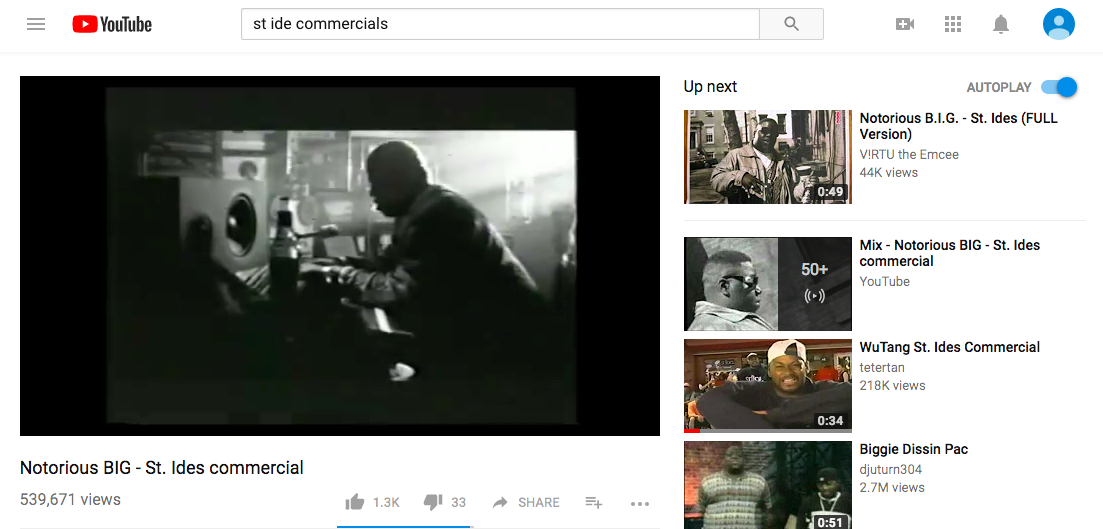 YouTube
st ide commercials
Up next
AUTOPLAY
Notorious B.I.G. - St. Ides (FULL
Version)
V!RTU the Emcee
44K views
0:49
Mix - Notorious BIG - St. Ides
commercial
YouTube
50+
WuTang St. Ides Commercial
tetertan
218K views
0:34
Biggie Dissin Pac
djuturn304
2.7M views
0:51
Notorious BIG - St. Ides commercial
539,671 views
1.3K
33
SHARE